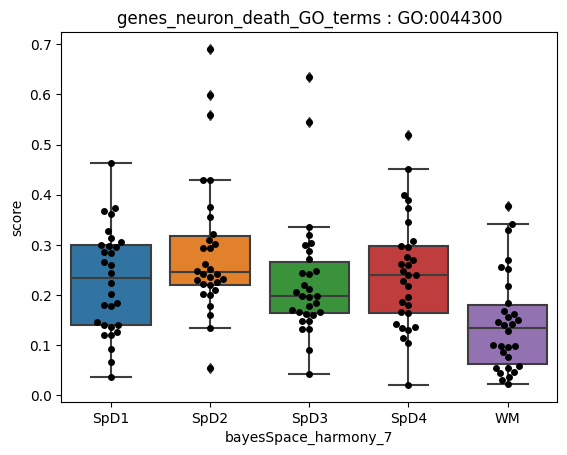 genes_neuron_death_GO_terms : GO:0044300
0.7
0.6
0.5
0.4
0.3
0.2
0.1
0.0
score
SpD1 SpD2 SpD3 SpD4 WM
bayesSpace_harmony_7